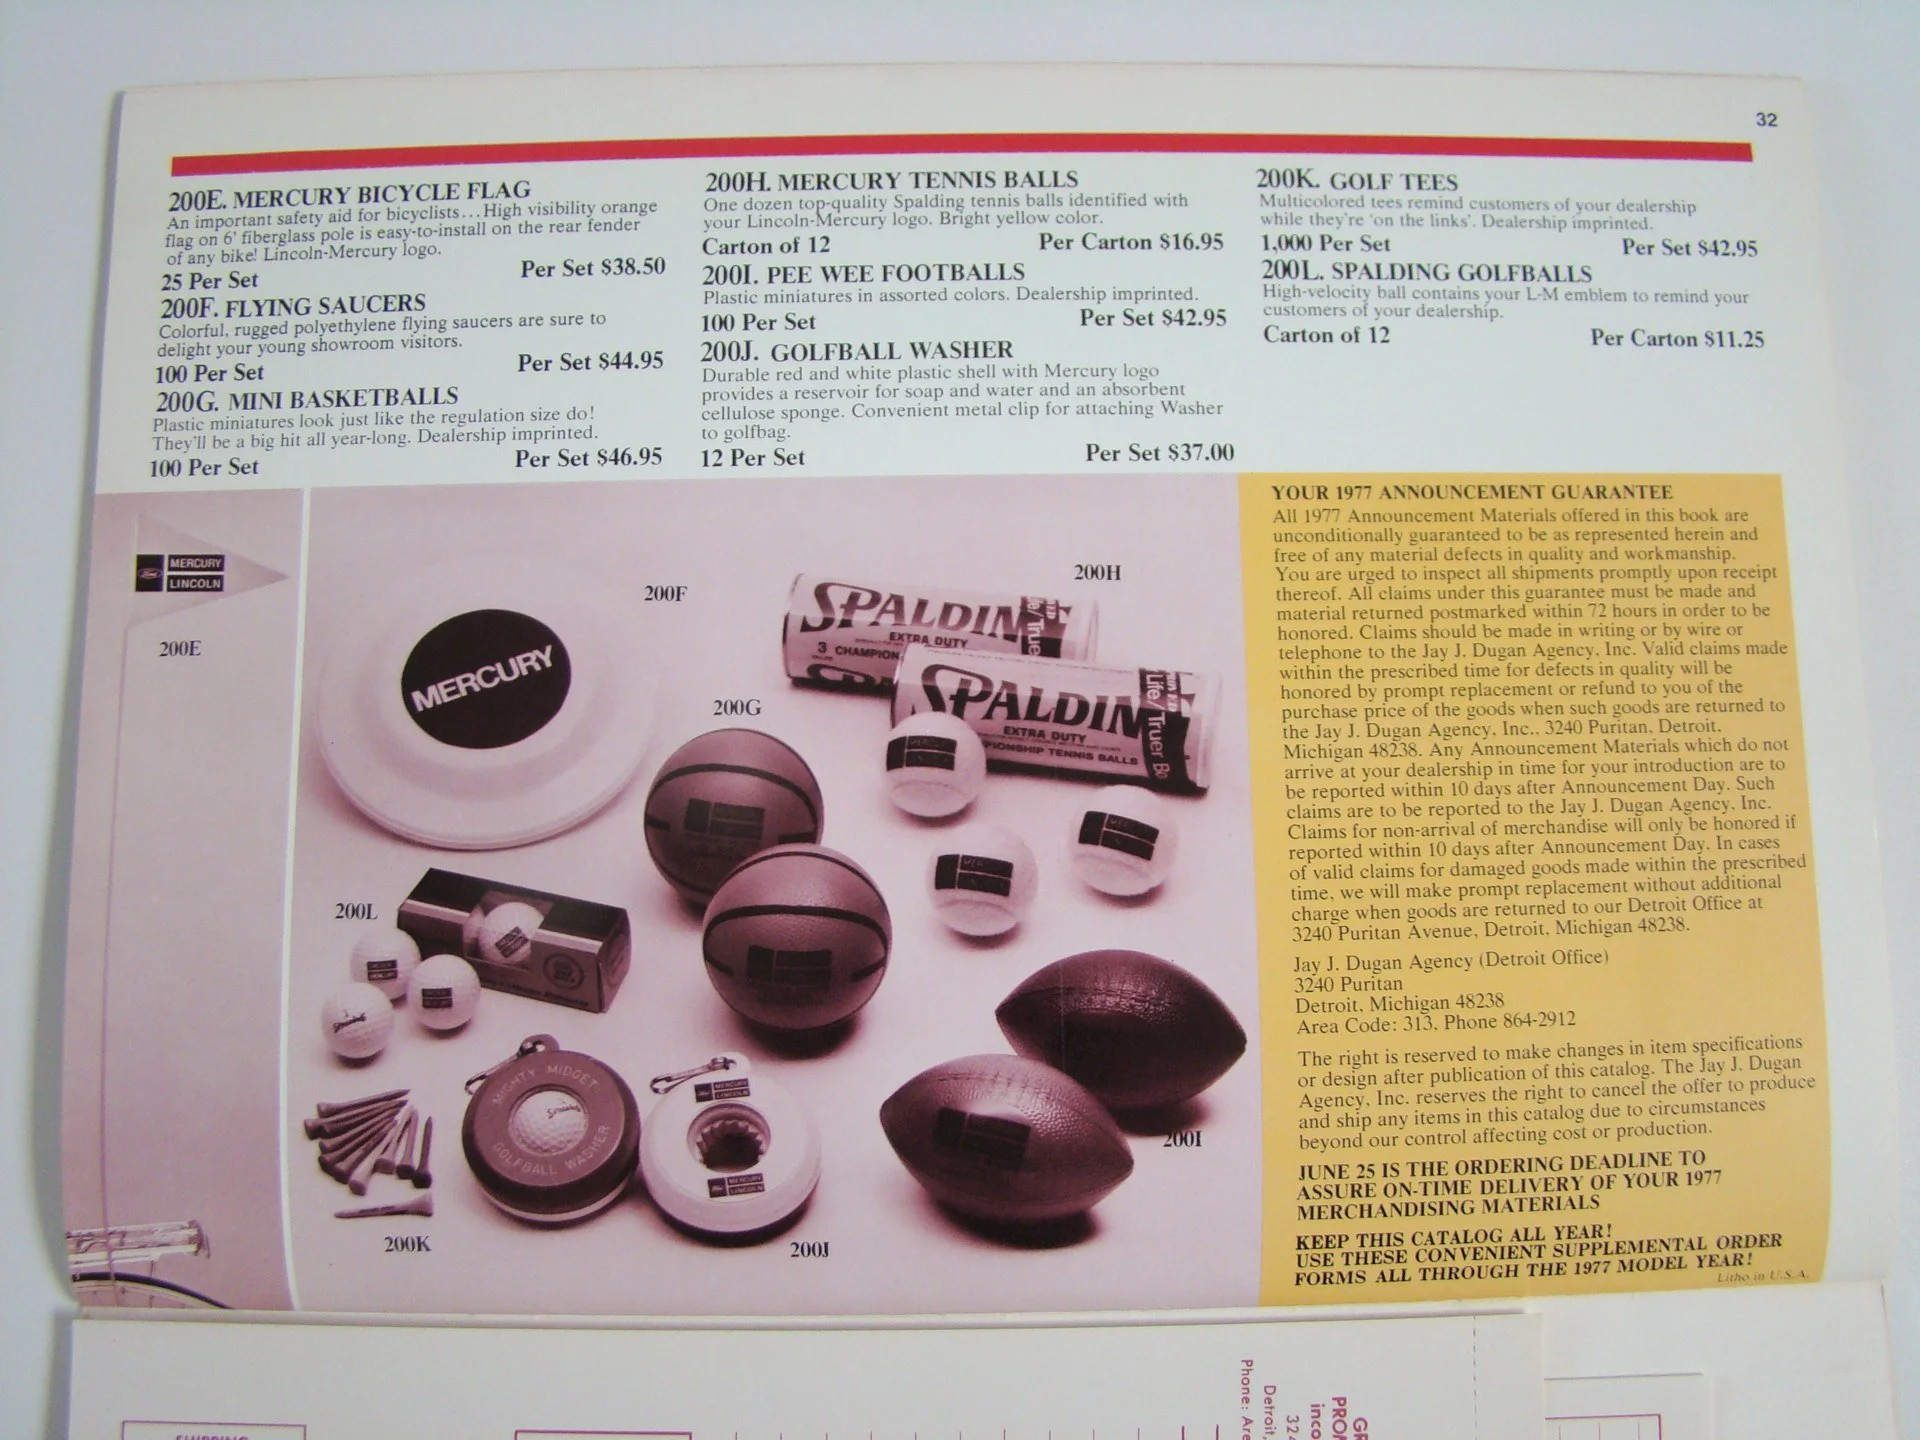 32
200E. MERCURY BICYCLE FLAG
An important safety aid for bicyclists...High visibility orange
flag on 6' fiberglass pole is easy-to-install on the rear fender
of any bike! Lincoln-Mercury logo.
25 Per Set Per Set $38.50
200F. FLYING SAUCERS
Colorful, rugged polyethylene flying saucers are sure to
delight your young showroom visitors.
100 Per Set Per Set $44.95
200G. MINI BASKETBALLS
Plastic miniatures look just like the regulation size do!
They'll be a big hit all year-long. Dealership imprinted.
100 Per Set Per Set $46.95
200H. MERCURY TENNIS BALLS
One dozen top-quality Spalding tennis balls identified with
your Lincoln-Mercury logo. Bright yellow color.
Carton of 12 Per Carton $16.95
200I. PEE WEE FOOTBALLS
Plastic miniatures in assorted colors. Dealership imprinted.
100 Per Set Per Set $42.95
200J. GOLFBALL WASHER
Durable red and white plastic shell with Mercury logo
provides a reservoir for soap and water and an absorbent
cellulose sponge. Convenient metal clip for attaching Washer
to golfbag.
12 Per Set Per Set $37.00
200K. GOLF TEES
Multicolored tees remind customers of your dealership
while they're 'on the links'. Dealership imprinted.
1,000 Per Set Per Set $42.95
200L. SPALDING GOLFBALLS
High-velocity ball contains your L-M emblem to remind your
customers of your dealership.
Carton of 12 Per Carton $11.25
Ford MERCURY
LINCOLN
200E
200F
MERCURY
200H
SPALDING
EXTRA DUTY
3 CHAMPION
SPALDIN
EXTRA DUTY
PIONSHIP TENNIS BALLS
Life/Truer Bo
200G
200L
Spalding
MIGHTY MIDGET
Spalding
GOLFBALL WASHER
Ford MERCURY
LINCOLN
Ford MERCURY
LINCOLN
200K
200J
200I
YOUR 1977 ANNOUNCEMENT GUARANTEE
All 1977 Announcement Materials offered in this book are
unconditionally guaranteed to be as represented herein and
free of any material defects in quality and workmanship.
You are urged to inspect all shipments promptly upon receipt
thereof. All claims under this guarantee must be made and
material returned postmarked within 72 hours in order to be
honored. Claims should be made in writing or by wire or
telephone to the Jay J. Dugan Agency, Inc. Valid claims made
within the prescribed time for defects in quality will be
honored by prompt replacement or refund to you of the
purchase price of the goods when such goods are returned to
the Jay J. Dugan Agency, Inc., 3240 Puritan, Detroit,
Michigan 48238. Any Announcement Materials which do not
arrive at your dealership in time for your introduction are to
be reported within 10 days after Announcement Day. Such
claims are to be reported to the Jay J. Dugan Agency, Inc.
Claims for non-arrival of merchandise will only be honored if
reported within 10 days after Announcement Day. In cases
of valid claims for damaged goods made within the prescribed
time, we will make prompt replacement without additional
charge when goods are returned to our Detroit Office at
3240 Puritan Avenue, Detroit, Michigan 48238.
Jay J. Dugan Agency (Detroit Office)
3240 Puritan
Detroit, Michigan 48238
Area Code: 313, Phone 864-2912
The right is reserved to make changes in item specifications
or design after publication of this catalog. The Jay J. Dugan
Agency, Inc. reserves the right to cancel the offer to produce
and ship any items in this catalog due to circumstances
beyond our control affecting cost or production.
JUNE 25 IS THE ORDERING DEADLINE TO
ASSURE ON-TIME DELIVERY OF YOUR 1977
MERCHANDISING MATERIALS
KEEP THIS CATALOG ALL YEAR!
USE THESE CONVENIENT SUPPLEMENTAL ORDER
FORMS ALL THROUGH THE 1977 MODEL YEAR!
Litho in U.S.A.
SHIPPING
Phone: Are
Detroit,
324
inco
PROM
GR